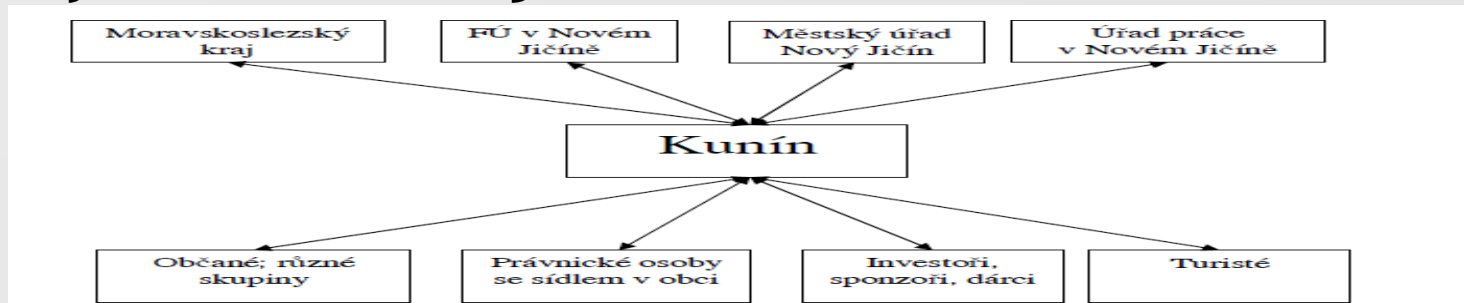 Moravskoslezský
kraj
FÚ v Novém
Jičíně
Městský úřad
Nový Jičín
Úřad práce
v Novém Jičíně
Kunín
Občané; různé
skupiny
Právnické osoby
se sídlem v obci
Investoři,
sponzoři, dárci
Turisté